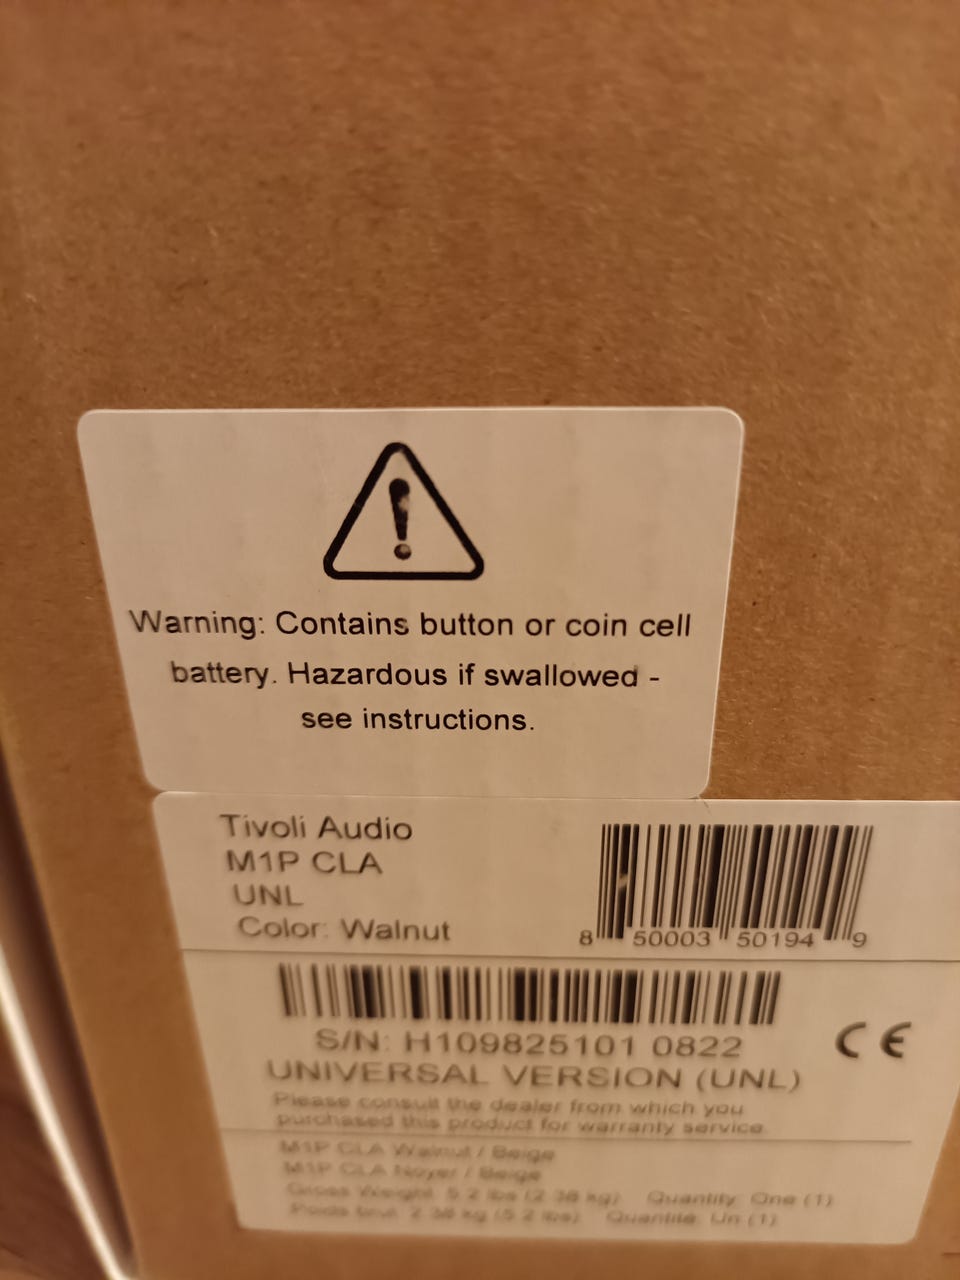 Warning: Contains button or coin cell
battery. Hazardous if swallowed -
see instructions.
Tivoli Audio
M1P CLA
UNL
Color: Walnut
8 50003 50194 9
S/N: H109825101 0822
CE
UNIVERSAL VERSION (UNL)
Please consult the dealer from which you
purchased this product for warranty service.
M1P CLA Walnut / Beige
M1P CLA Noyer / Beige
Gross Weight: 5.2 lbs (2.36 kg) Quantity: One (1)
Poids brut: 2.36 kg (5.2 lbs) Quantité: Un (1)